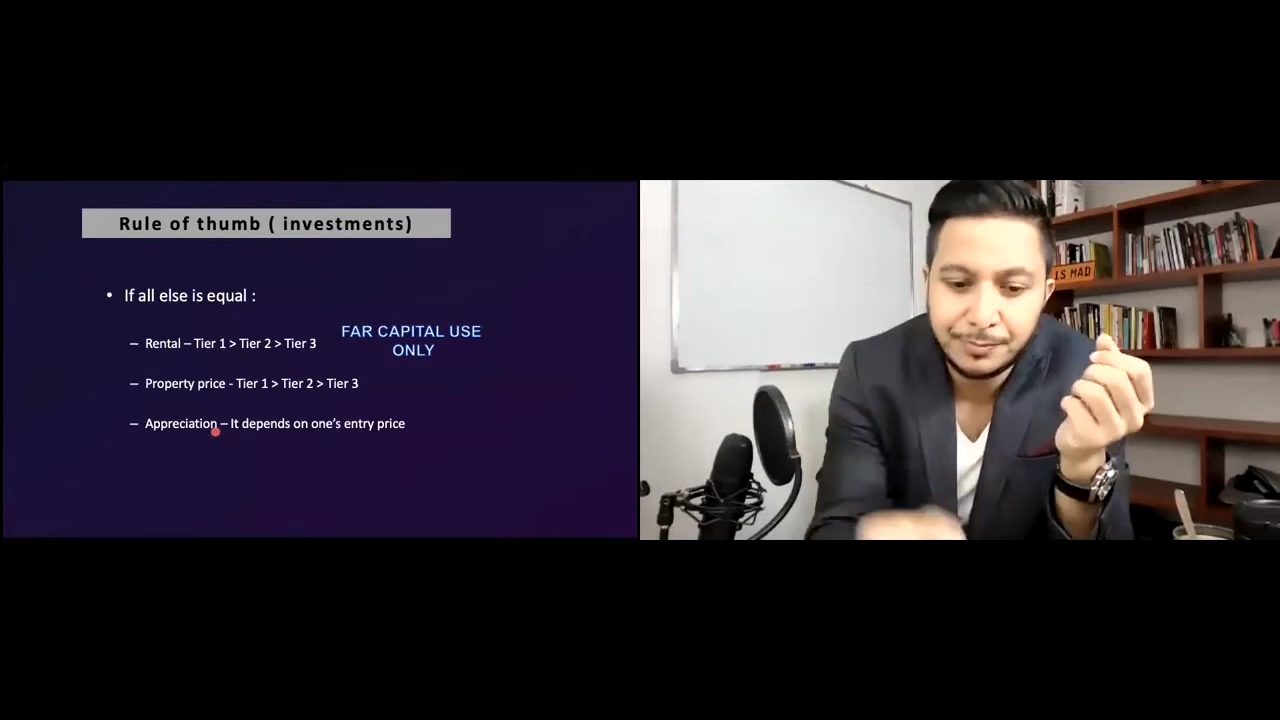 Rule of thumb ( investments)
• If all else is equal :
– Rental – Tier 1 > Tier 2 > Tier 3
FAR CAPITAL USE
ONLY
– Property price - Tier 1 > Tier 2 > Tier 3
– Appreciation – It depends on one’s entry price
IS MAD